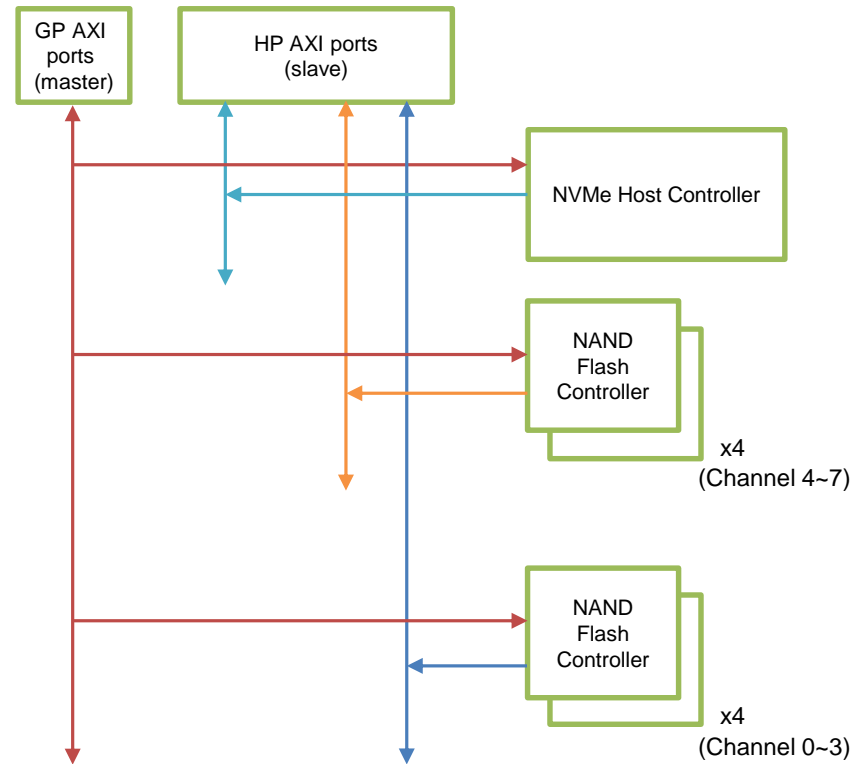 GP AXI
ports
(master)
HP AXI ports
(slave)
NVMe Host Controller
NAND
Flash
Controller
x4
(Channel 4~7)
NAND
Flash
Controller
x4
(Channel 0~3)